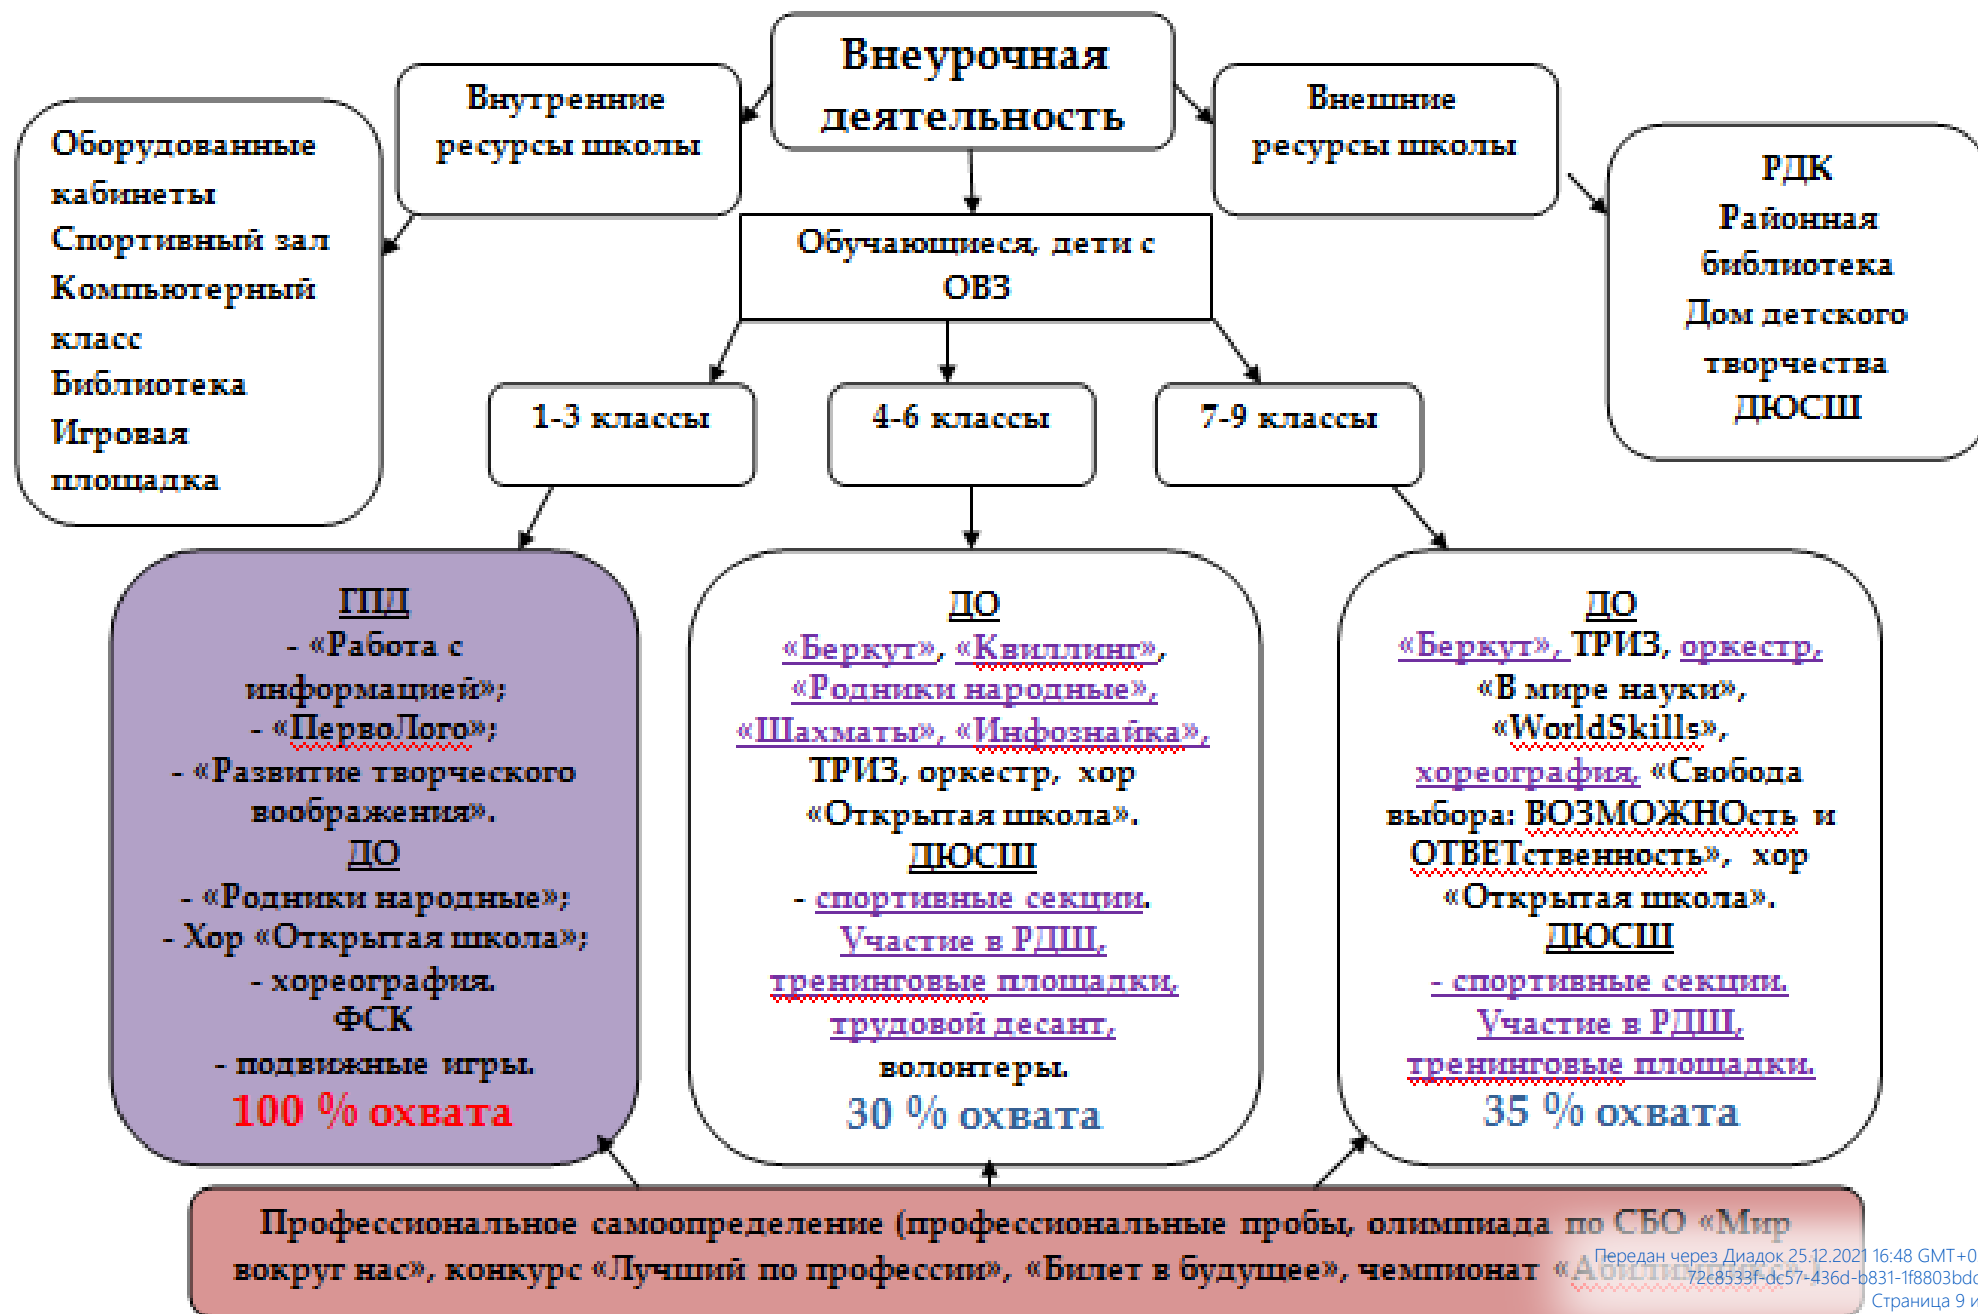 Внеурочная
деятельность
Внутренние
ресурсы школы
Внешние
ресурсы школы
Оборудованные
кабинеты
Спортивный зал
Компьютерный
класс
Библиотека
Игровая
площадка
РДК
Районная
библиотека
Дом детского
творчества
ДЮСШ
Обучающиеся, дети с
ОВЗ
1-3 классы
4-6 классы
7-9 классы
ГПД
- «Работа с
информацией»;
- «ПервоЛого»;
- «Развитие творческого
воображения».
ДО
- «Родники народные»;
- Хор «Открытая школа»;
- хореография.
ФСК
- подвижные игры.
100 % охвата
ДО
«Беркут», «Квиллинг»,
«Родники народные»,
«Шахматы», «Инфознайка»,
ТРИЗ, оркестр, хор
«Открытая школа».
ДЮСШ
- спортивные секции.
Участие в РДШ,
тренинговые площадки,
трудовой десант,
волонтеры.
30 % охвата
ДО
«Беркут», ТРИЗ, оркестр,
«В мире науки»,
«WorldSkills»,
хореография, «Свобода
выбора: ВОЗМОЖНОсть и
ОТВЕТственность», хор
«Открытая школа».
ДЮСШ
- спортивные секции.
Участие в РДШ,
тренинговые площадки.
35 % охвата
Профессиональное самоопределение (профессиональные пробы, олимпиада по СБО «Мир
вокруг нас», конкурс «Лучший по профессии», «Билет в будущее», чемпионат
Передан через Диадок 25.12.2021 16:48 GMT+0
72c8533f-dc57-436d-b831-1f8803bdc
Страница 9 и